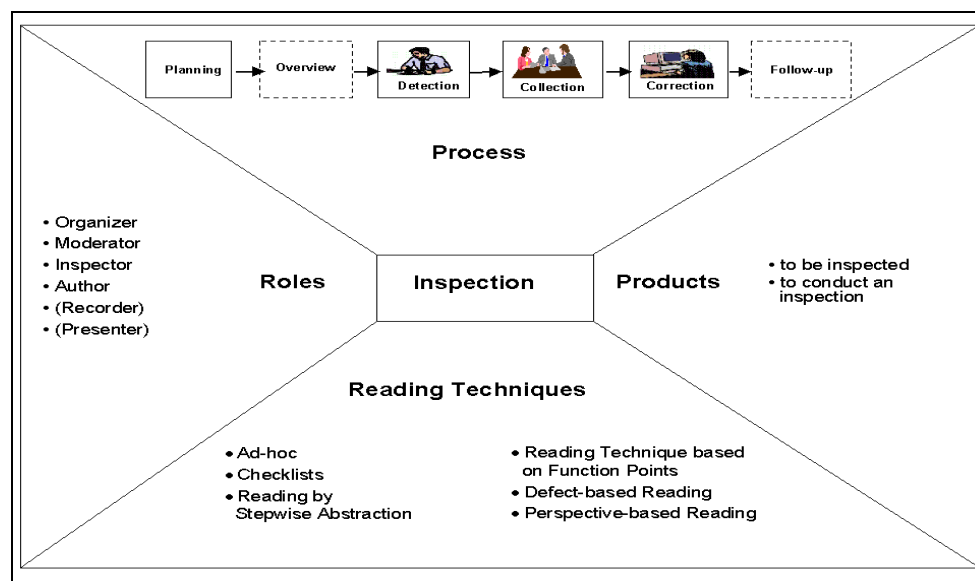 Planning
Overview
Detection
Collection
Correction
Follow-up
Process
• Organizer
• Moderator
• Inspector
• Author
• (Recorder)
• (Presenter)
Roles
Inspection
Products
• to be inspected
• to conduct an
inspection
Reading Techniques
• Ad-hoc
• Checklists
• Reading by
Stepwise Abstraction
• Reading Technique based
on Function Points
• Defect-based Reading
• Perspective-based Reading